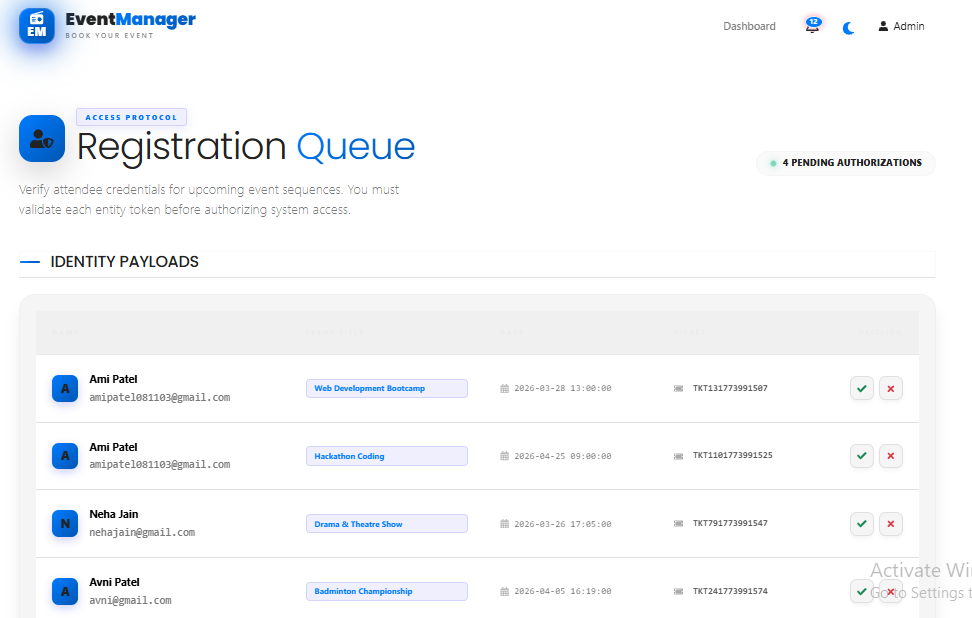 EventManager
EM
BOOK YOUR EVENT
Dashboard
12
Admin
ACCESS PROTOCOL
Registration Queue
4 PENDING AUTHORIZATIONS
Verify attendee credentials for upcoming event sequences. You must
validate each entity token before authorizing system access.
IDENTITY PAYLOADS
A
Ami Patel
amipatel081103@gmail.com
Web Development Bootcamp
2026-03-28 13:00:00
TKT131773991507
A
Ami Patel
amipatel081103@gmail.com
Hackathon Coding
2026-04-25 09:00:00
TKT1101773991525
N
Neha Jain
nehajain@gmail.com
Drama & Theatre Show
2026-03-26 17:05:00
TKT791773991547
A
Avni Patel
avni@gmail.com
Badminton Championship
2026-04-05 16:19:00
TKT241773991574
Activate Wi
Go to Settings t